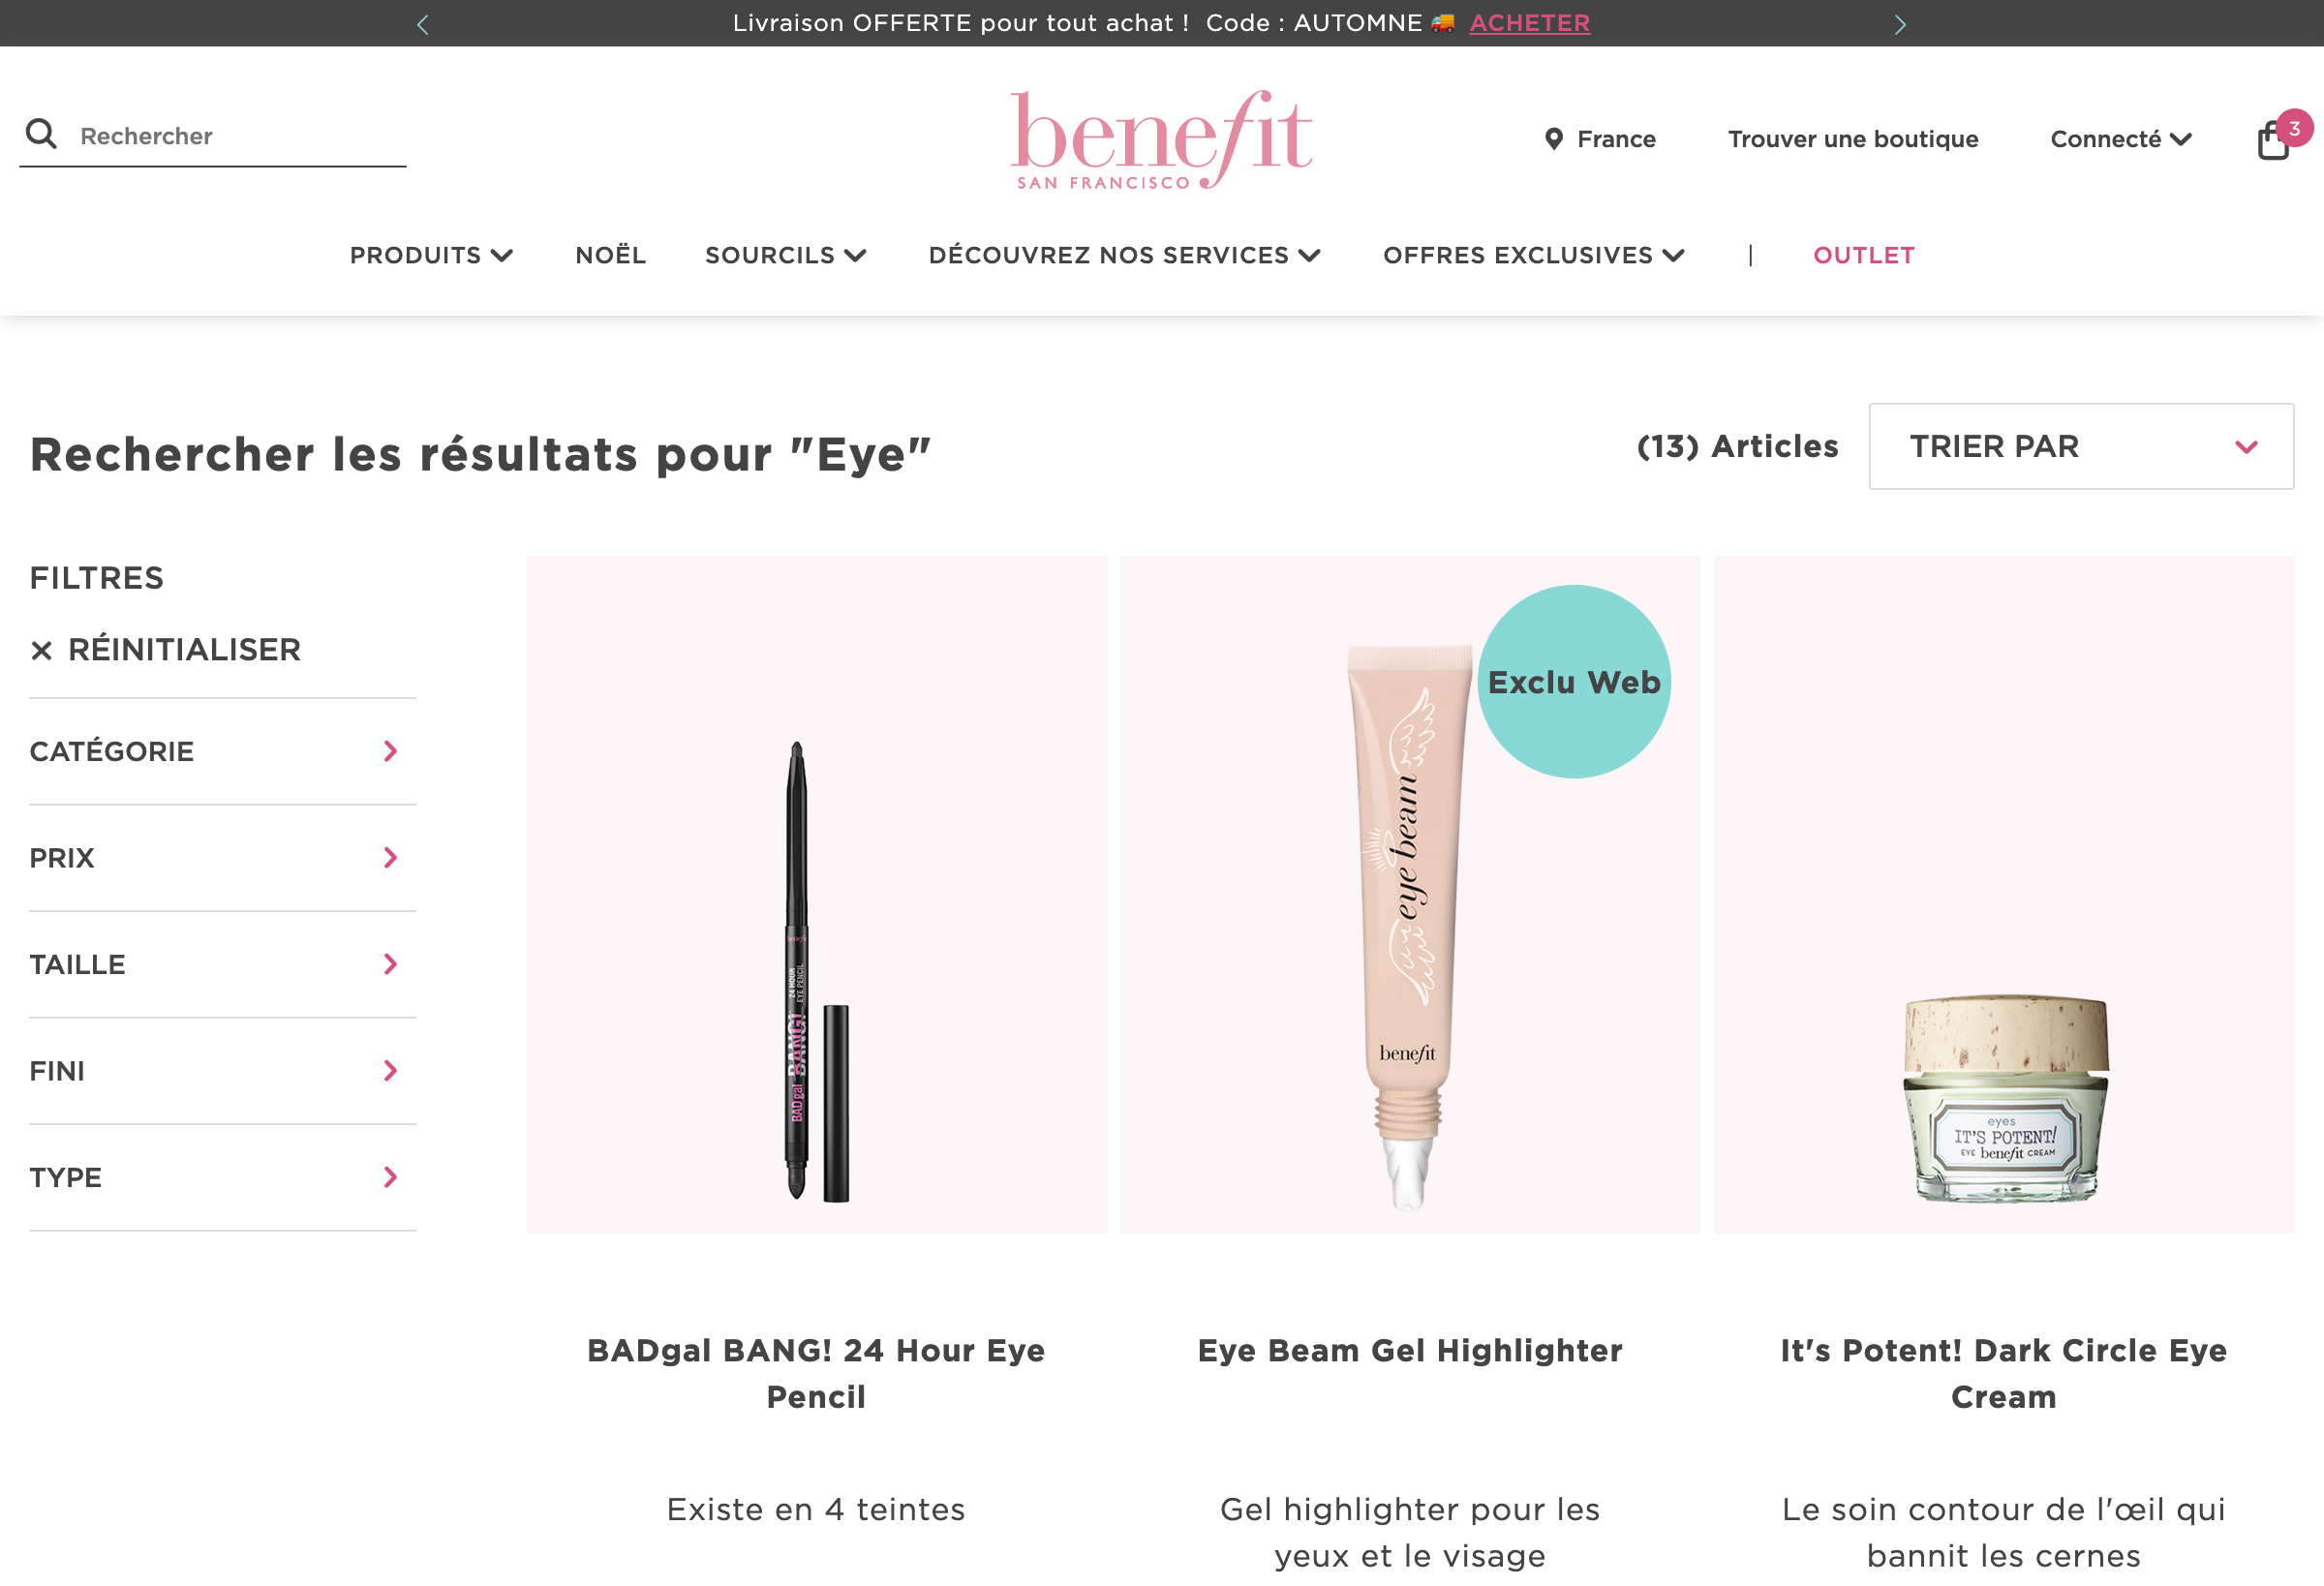 Livraison OFFERTE pour tout achat ! Code : AUTOMNE 🚚 ACHETER
Rechercher
benefit
SAN FRANCISCO
France
Trouver une boutique
Connecté
3
PRODUITS
NOËL
SOURCILS
DÉCOUVREZ NOS SERVICES
OFFRES EXCLUSIVES
|
OUTLET
Rechercher les résultats pour "Eye"
(13) Articles
TRIER PAR
FILTRES
RÉINITIALISER
CATÉGORIE
PRIX
TAILLE
FINI
TYPE
benefit
24 HOUR
EYE PENCIL
BADgal BANG!
Exclu Web
eye beam
benefit
eyes
IT'S POTENT!
EYE benefit CREAM
BADgal BANG! 24 Hour Eye
Pencil
Existe en 4 teintes
Eye Beam Gel Highlighter
Gel highlighter pour les
yeux et le visage
It's Potent! Dark Circle Eye
Cream
Le soin contour de l'œil qui
bannit les cernes